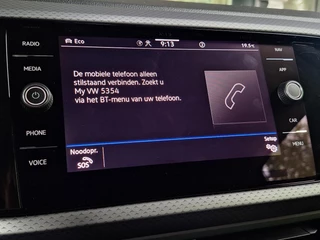 RADIO
MEDIA
PHONE
VOICE
Eco
9:13
19.5°C
De mobiele telefoon alleen
stilstaand verbinden. Zoekt u
My VW 5354
via het BT-menu van uw telefoon.
Noodopr.
SOS
Setup
NAV
APP
CAR
MENU